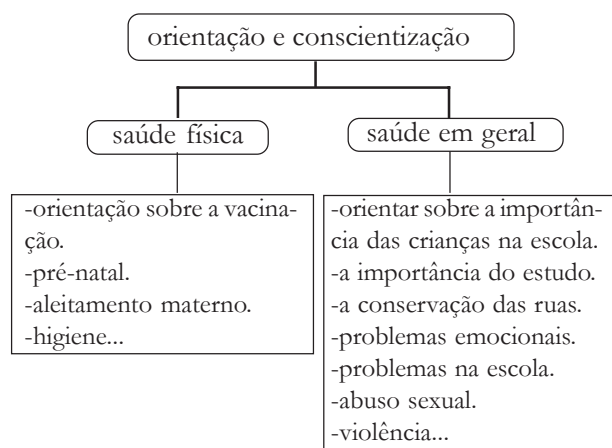 orientação e conscientização
saúde física
saúde em geral
-orientação sobre a vacina-
ção.
-pré-natal.
-aleitamento materno.
-higiene...
-orientar sobre a importân-
cia das crianças na escola.
-a importância do estudo.
-a conservação das ruas.
-problemas emocionais.
-problemas na escola.
-abuso sexual.
-violência...